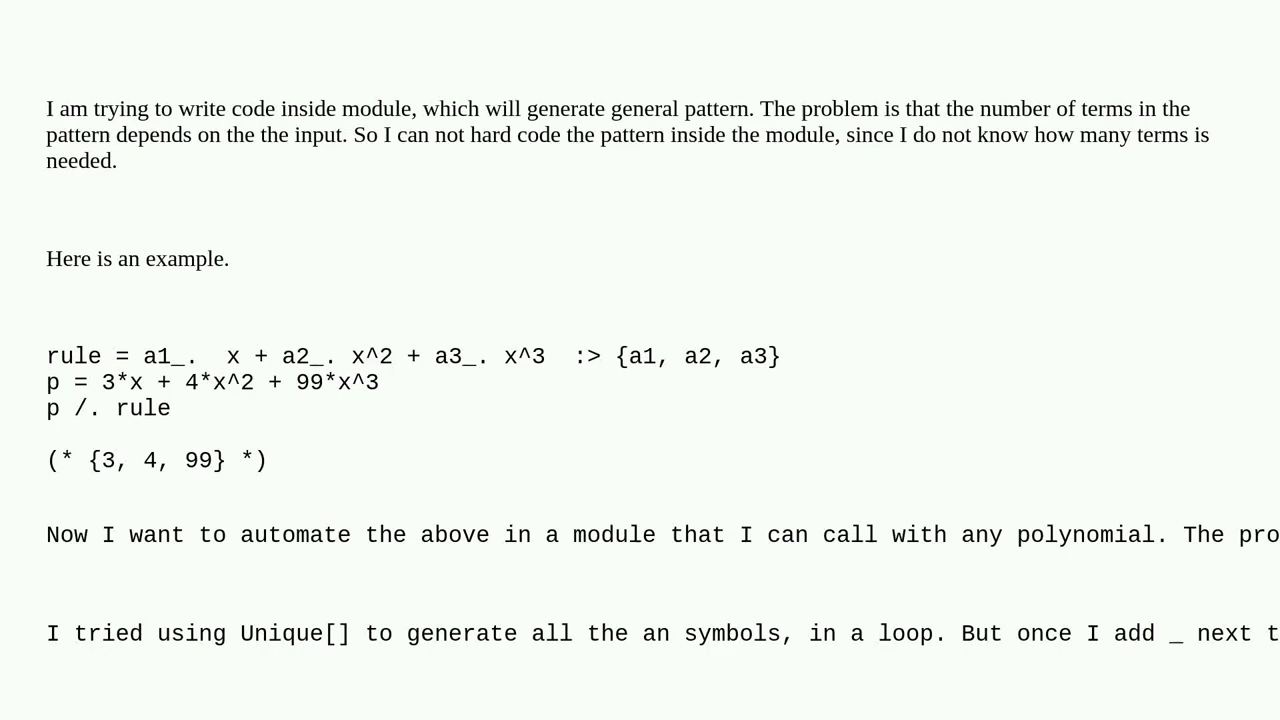 I am trying to write code inside module, which will generate general pattern. The problem is that the number of terms in the
pattern depends on the the input. So I can not hard code the pattern inside the module, since I do not know how many terms is
needed.
Here is an example.
rule = a1_.  x + a2_. x^2 + a3_. x^3  :> {a1, a2, a3}
p = 3*x + 4*x^2 + 99*x^3
p /. rule
(* {3, 4, 99} *)
Now I want to automate the above in a module that I can call with any polynomial. The pro
I tried using Unique[] to generate all the an symbols, in a loop. But once I add _ next t